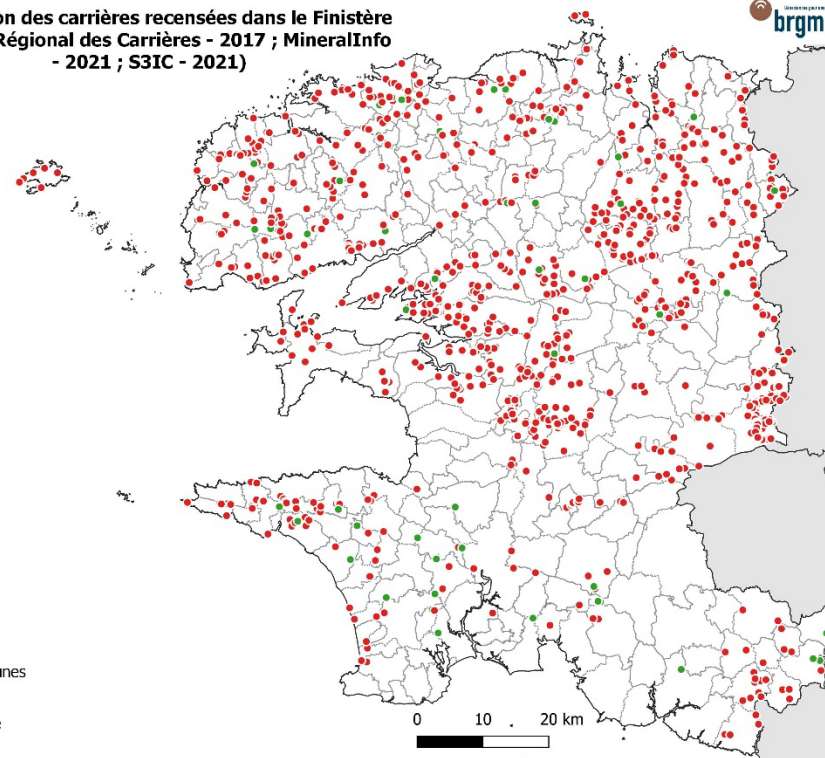 on des carrières recensées dans le Finistère
Régional des Carrières - 2017 ; MineralInfo
- 2021 ; S3IC - 2021)
brgm
nes
0 10 20 km